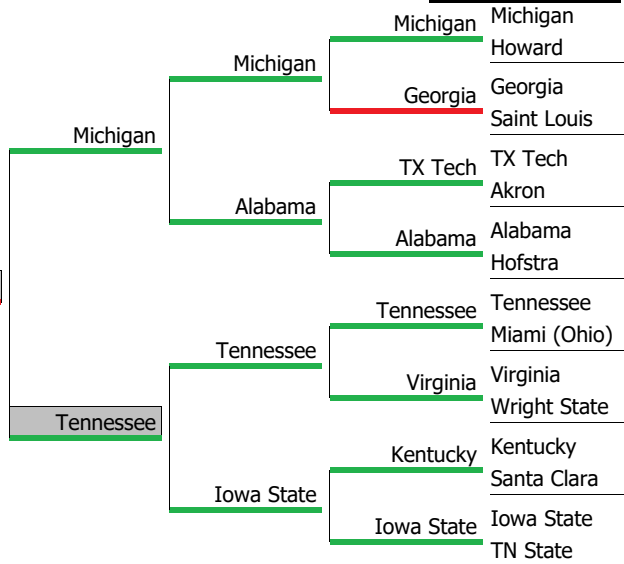 Michigan
Michigan
Howard
Michigan
Georgia
Georgia
Saint Louis
Michigan
TX Tech
TX Tech
Akron
Alabama
Alabama
Alabama
Hofstra
Tennessee
Tennessee
Miami (Ohio)
Tennessee
Virginia
Virginia
Wright State
Tennessee
Kentucky
Kentucky
Santa Clara
Iowa State
Iowa State
Iowa State
TN State